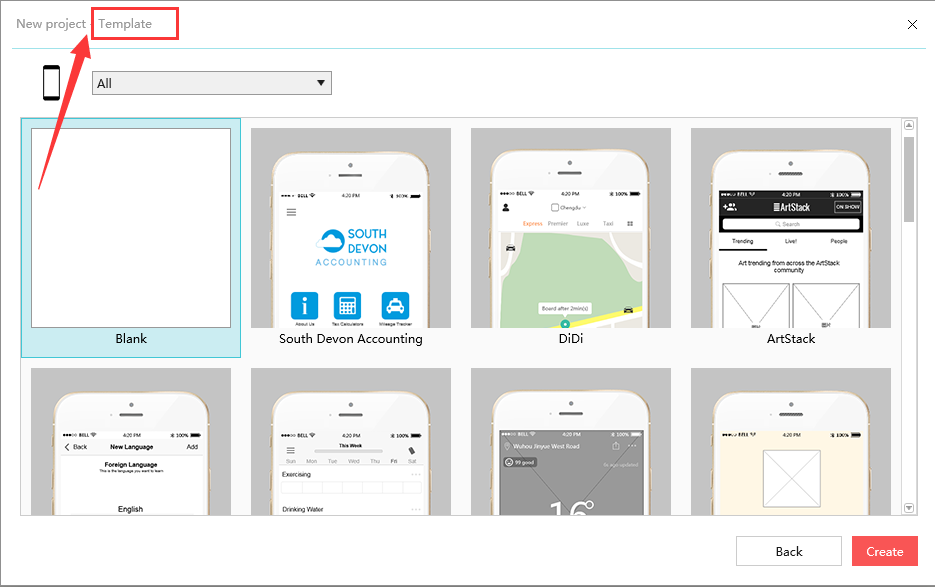 New project - Template
All
4:20 PM
SOUTH
DEVON
ACCOUNTING
About Us Tax Calculators Mileage Tracker
BELL 4:20 PM 100%
Chengdu
Express Premier Luxe Taxi
Board after 2min(s)
BELL 4:20 PM 100%
ArtStack ON SHOW
Search
Trending Live! People
Art trending from across the ArtStack
community
Blank
South Devon Accounting
DiDi
ArtStack
BELL 4:20 PM 100%
Back New Language Add
Foreign Language
This is the language you want to learn
English
BELL 4:20 PM 100%
This Week
Sun Mon Tue Wed Thu Fri Sat
Exercising
Drinking Water
BELL 4:20 PM 100%
Wuhou Jinyue West Road
99 good
16°
BELL 4:20 PM 100%
Back
Create